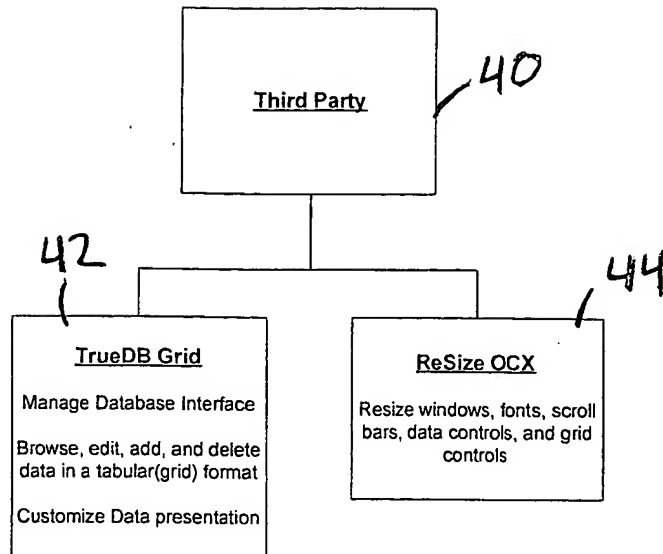 Third Party
40
42
44
TrueDB Grid
Manage Database Interface
Browse, edit, add, and delete
data in a tabular(grid) format
Customize Data presentation
ReSize OCX
Resize windows, fonts, scroll
bars, data controls, and grid
controls